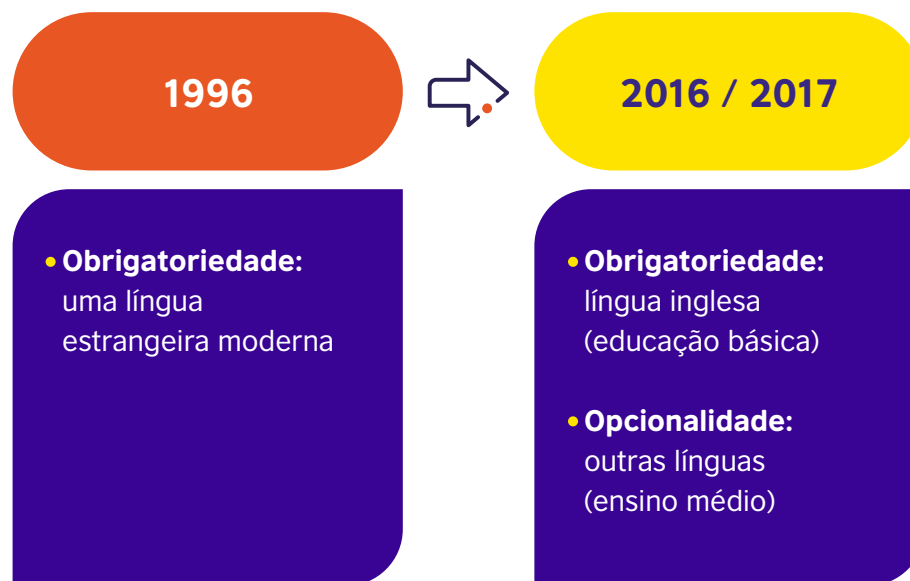 1996
• Obrigatoriedade:
uma língua
estrangeira moderna
2016 / 2017
• Obrigatoriedade:
língua inglesa
(educação básica)
• Opcionalidade:
outras línguas
(ensino médio)